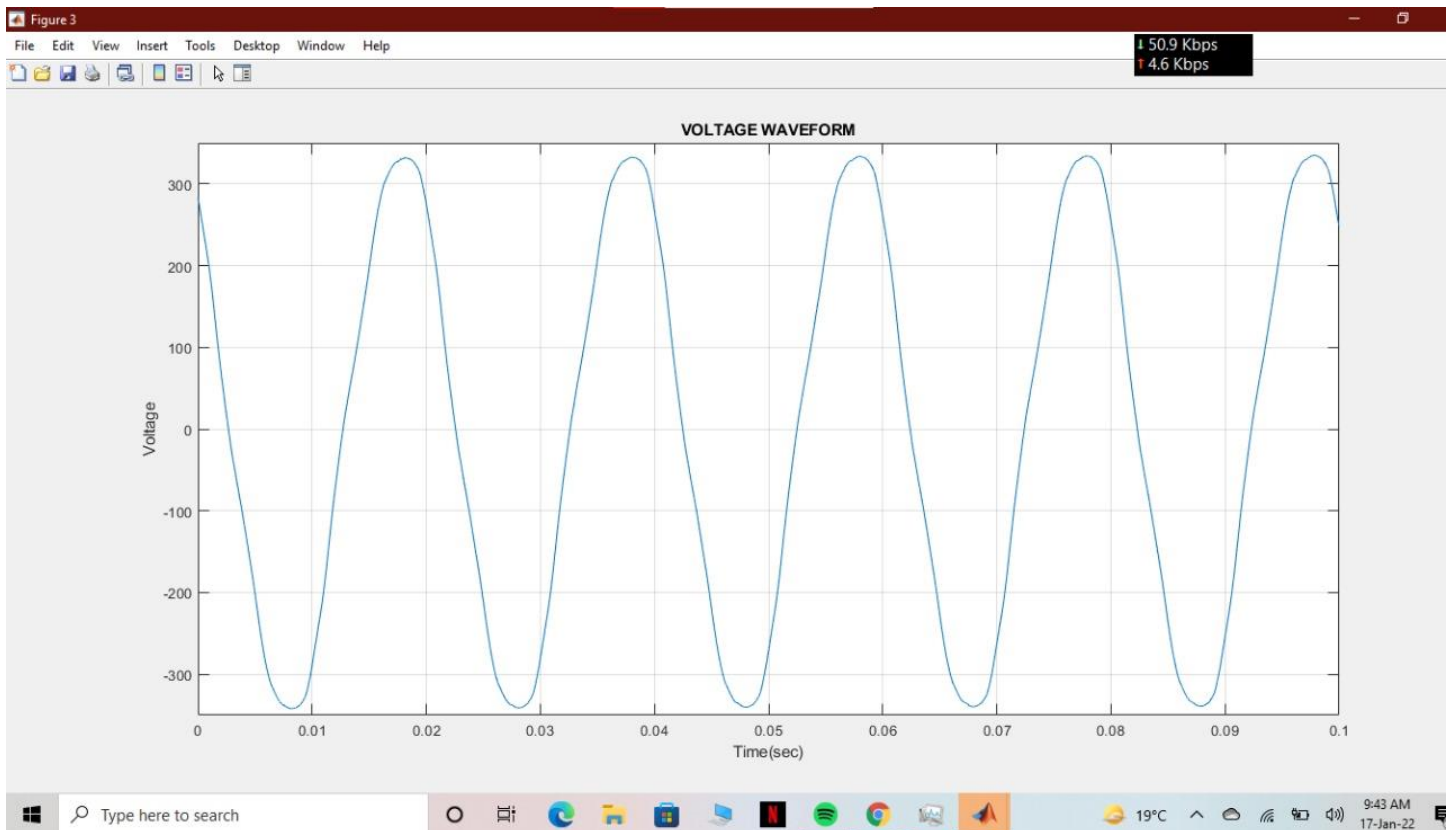 Figure 3
File Edit View Insert Tools Desktop Window Help
↓ 50.9 Kbps
↑ 4.6 Kbps
VOLTAGE WAVEFORM
300
200
100
0
-100
-200
-300
Voltage
0 0.01 0.02 0.03 0.04 0.05 0.06 0.07 0.08 0.09 0.1
Time(sec)
Type here to search
N
19°C
9:43 AM
17-Jan-22